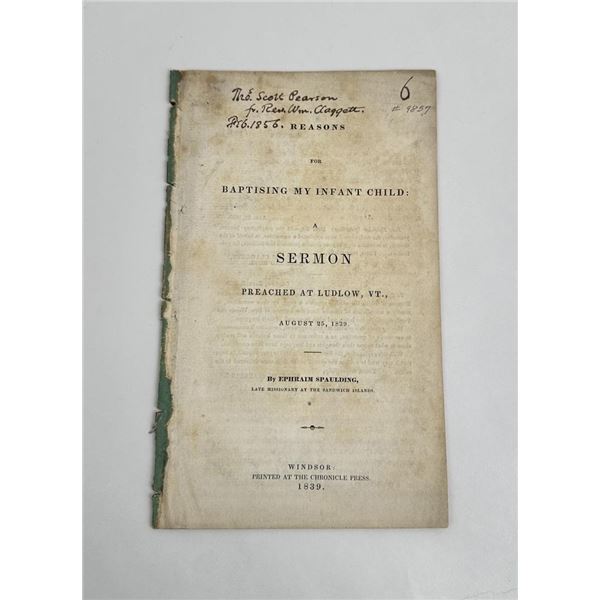 Tho. Scott Pearson
fr. Rev. Wm. Claggett.
Feb. 1856.
6
# 9857
REASONS
FOR
BAPTISING MY INFANT CHILD:
A
SERMON
PREACHED AT LUDLOW, VT.,
AUGUST 25, 1839.
By EPHRAIM SPAULDING,
LATE MISSIONARY AT THE SANDWICH ISLANDS.
WINDSOR:
PRINTED AT THE CHRONICLE PRESS.
1839.